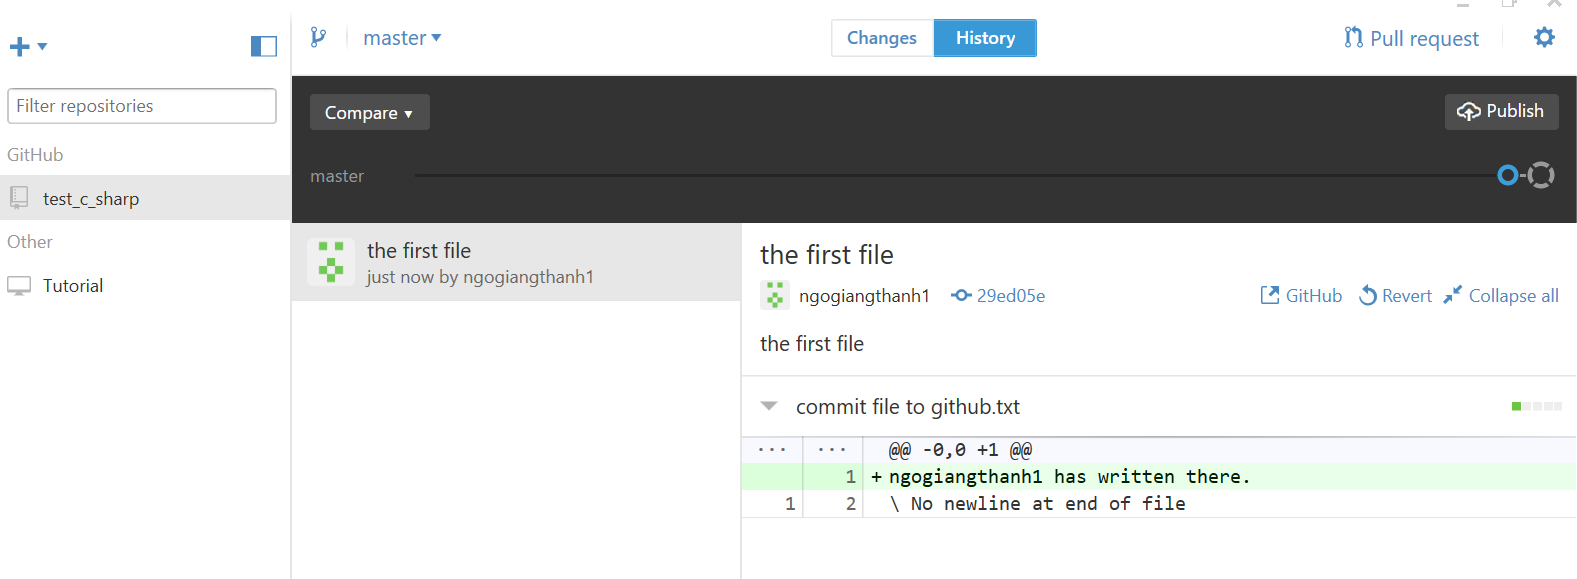 master
Changes
History
Pull request
Filter repositories
GitHub
test_c_sharp
Other
Tutorial
Compare
Publish
master
the first file
just now by ngogiangthanh1
the first file
ngogiangthanh1
29ed05e
GitHub
Revert
Collapse all
the first file
commit file to github.txt
··· ··· @@ -0,0 +1 @@
1 + ngogiangthanh1 has written there.
1 2 \ No newline at end of file